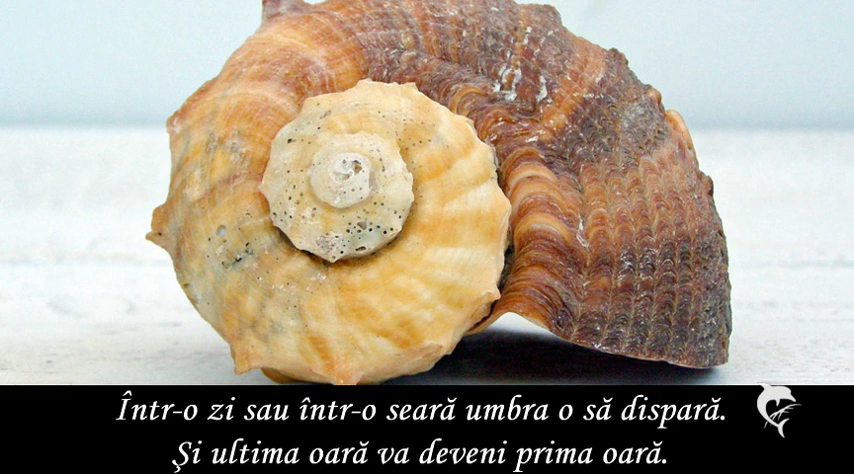 Într-o zi sau într-o seară umbra o să dispară.
Şi ultima oară va deveni prima oară.